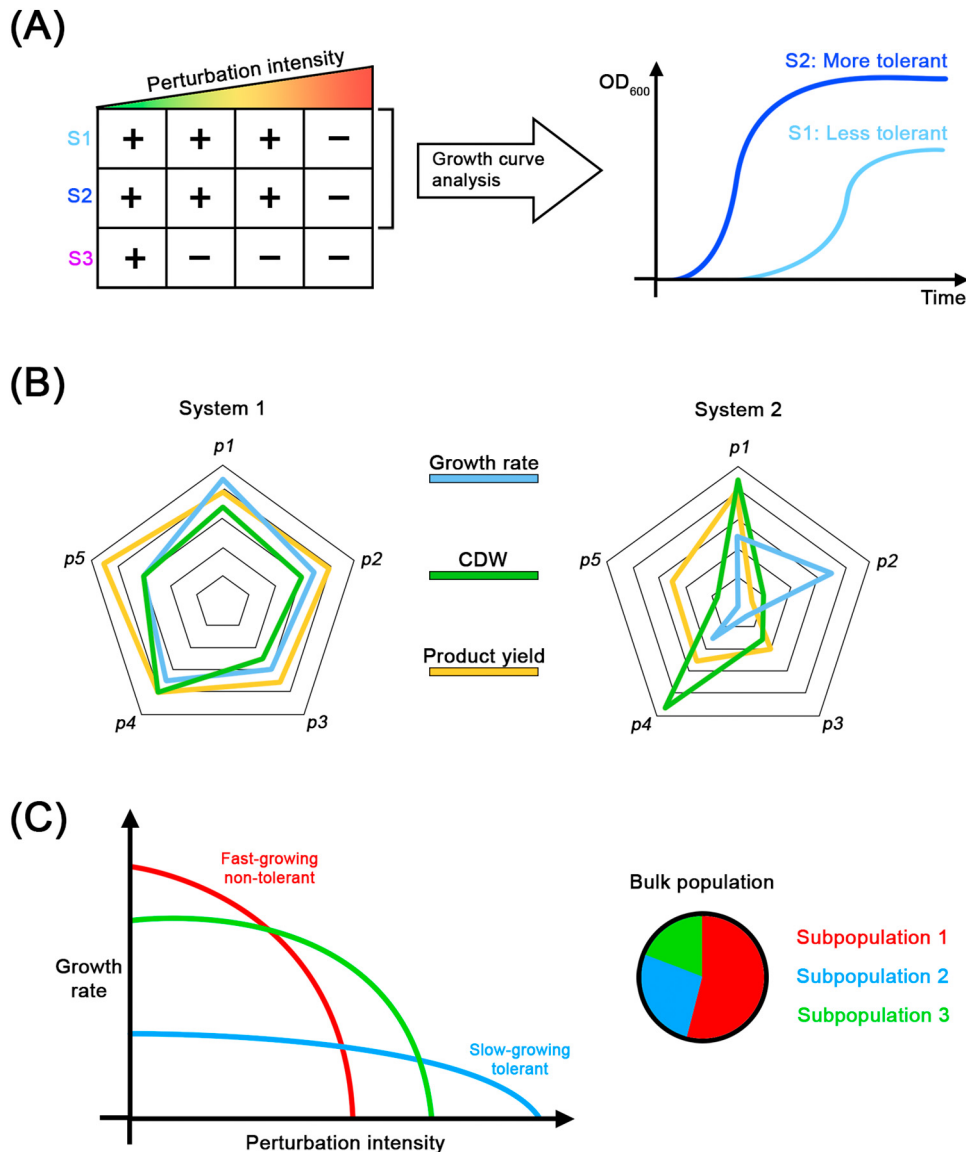 (A)
Perturbation intensity
S1 + + + −
S2 + + + −
S3 + − − −
Growth curve
analysis
OD600
S2: More tolerant
S1: Less tolerant
Time
(B)
System 1
p1
p2
p3
p4
p5
Growth rate
CDW
Product yield
System 2
p1
p2
p3
p4
p5
(C)
Growth
rate
Fast-growing
non-tolerant
Slow-growing
tolerant
Perturbation intensity
Bulk population
Subpopulation 1
Subpopulation 2
Subpopulation 3